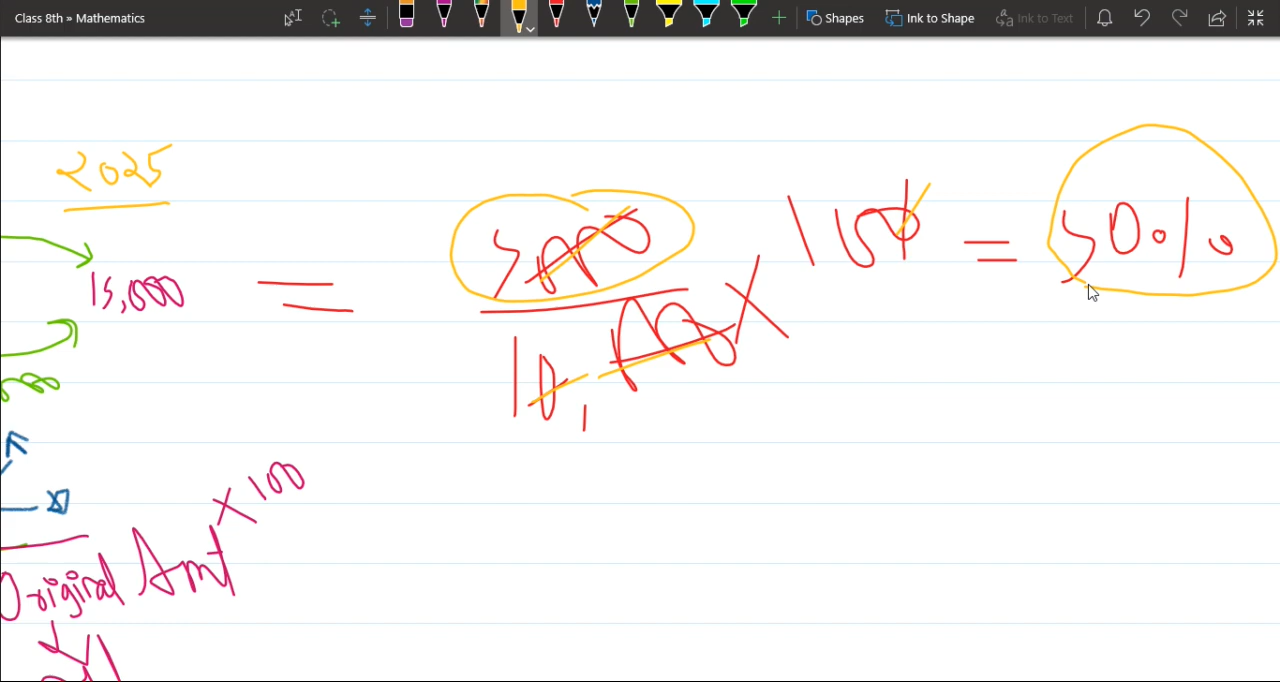 Class 8th » Mathematics
Shapes
Ink to Shape
Ink to Text
2025
15,000
= 5000 / 10,000 × 100 = 50%
Original Amt × 100